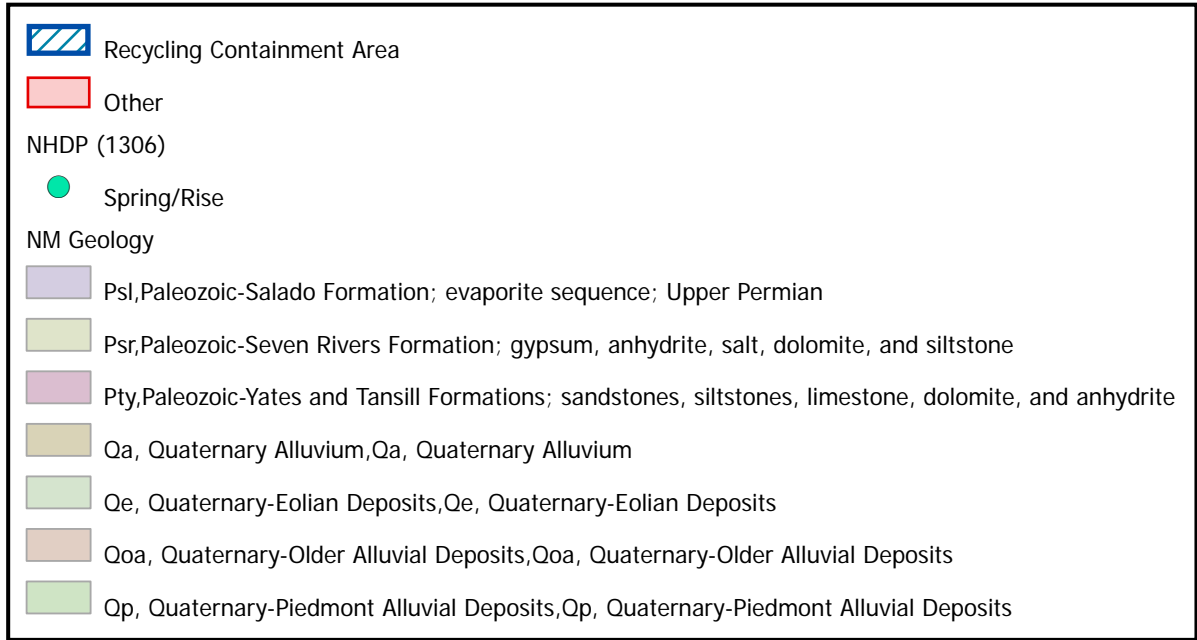 Recycling Containment Area
Other
NHDP (1306)
Spring/Rise
NM Geology
Psl,Paleozoic-Salado Formation; evaporite sequence; Upper Permian
Psr,Paleozoic-Seven Rivers Formation; gypsum, anhydrite, salt, dolomite, and siltstone
Pty,Paleozoic-Yates and Tansill Formations; sandstones, siltstones, limestone, dolomite, and anhydrite
Qa, Quaternary Alluvium,Qa, Quaternary Alluvium
Qe, Quaternary-Eolian Deposits,Qe, Quaternary-Eolian Deposits
Qoa, Quaternary-Older Alluvial Deposits,Qoa, Quaternary-Older Alluvial Deposits
Qp, Quaternary-Piedmont Alluvial Deposits,Qp, Quaternary-Piedmont Alluvial Deposits